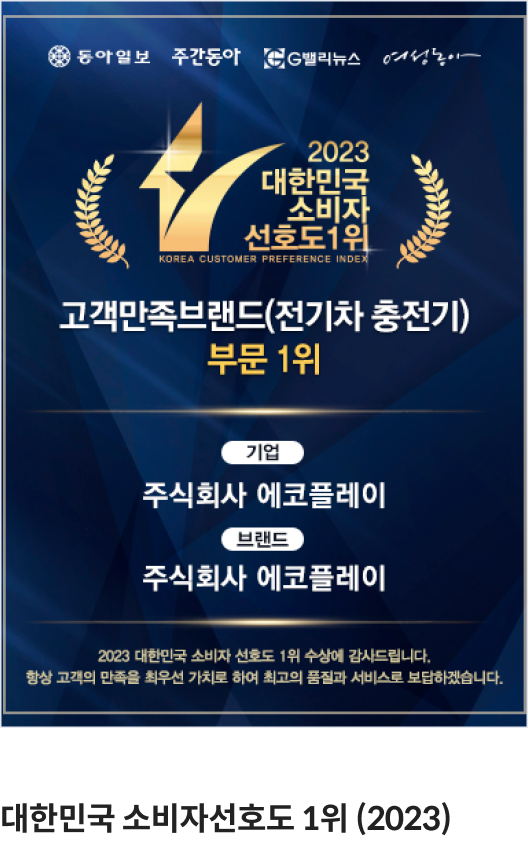 동아일보 주간동아 G밸리뉴스 여성동아
2023
대한민국
소비자
선호도1위
KOREA CUSTOMER PREFERENCE INDEX
고객만족브랜드(전기차 충전기)
부문 1위
기업
주식회사 에코플레이
브랜드
주식회사 에코플레이
2023 대한민국 소비자 선호도 1위 수상에 감사드립니다.
항상 고객의 만족을 최우선 가치로 하여 최고의 품질과 서비스로 보답하겠습니다.
대한민국 소비자선호도 1위 (2023)